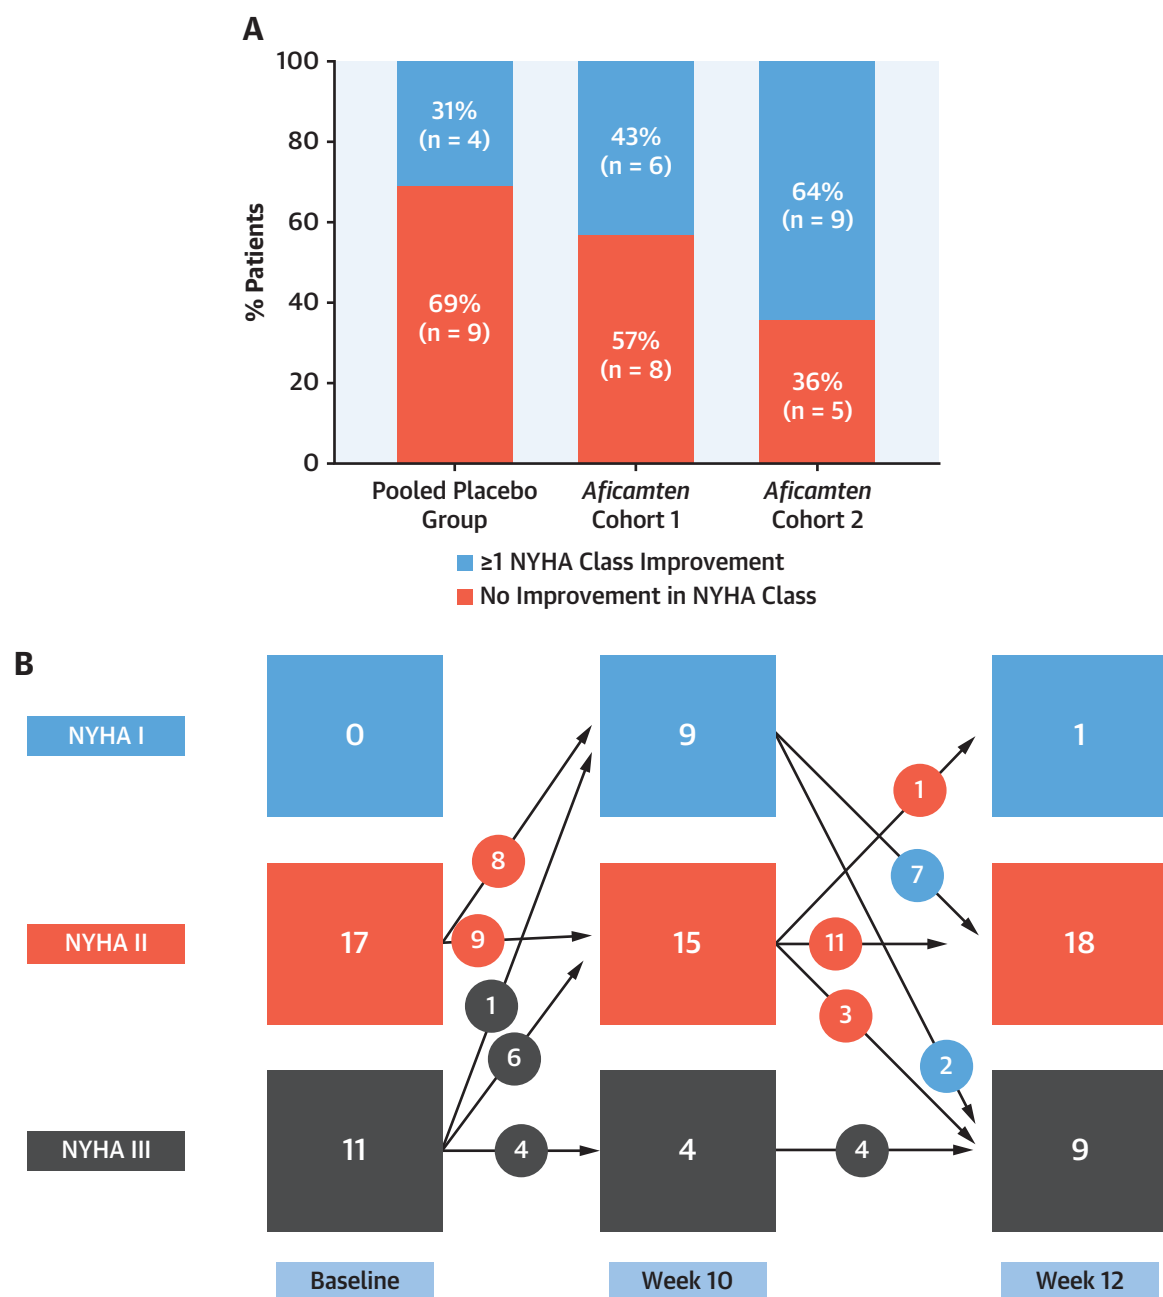 A
100
80
60
40
20
0
% Patients
31%
(n = 4)
69%
(n = 9)
43%
(n = 6)
57%
(n = 8)
64%
(n = 9)
36%
(n = 5)
Pooled Placebo
Group
Aficamten
Cohort 1
Aficamten
Cohort 2
≥1 NYHA Class Improvement
No Improvement in NYHA Class
B
NYHA I
0
9
1
1
8
7
NYHA II
17
9
15
11
18
1
3
6
2
NYHA III
11
4
4
4
9
Baseline
Week 10
Week 12